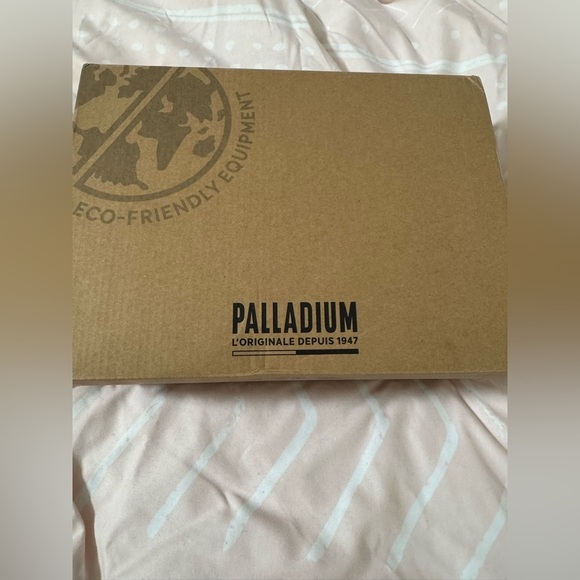 ECO-FRIENDLY EQUIPMENT
PALLADIUM
L'ORIGINALE DEPUIS 1947